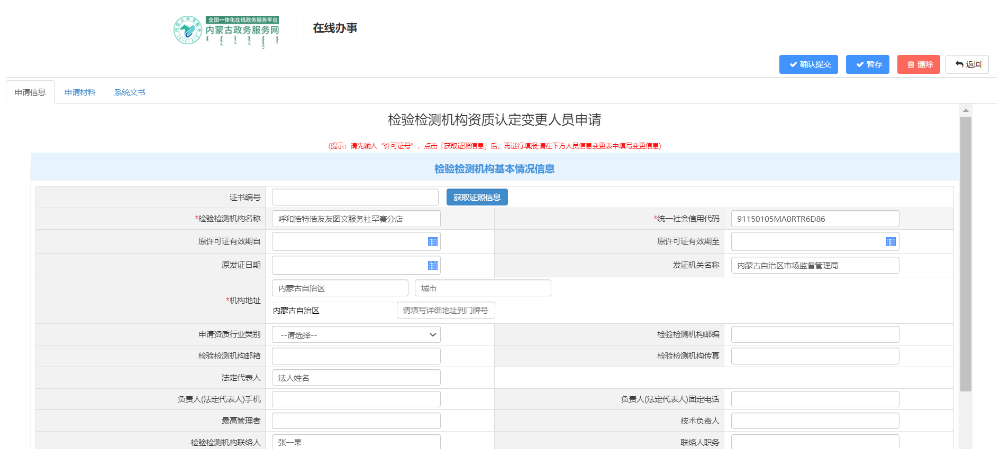 全国一体化在线政务服务平台
内蒙古政务服务网
在线办事
确认提交 暂存 删除 返回
申请信息 申请材料 系统文书
检验检测机构资质认定变更人员申请
(提示：请先输入“许可证号”，点击「获取证照信息」后，再进行填报;请在下方人员信息变更表中填写变更信息)
检验检测机构基本情况信息
证书编号 获取证照信息
*检验检测机构名称 呼和浩特浩友友图文服务社罕赛分店 *统一社会信用代码 91150105MA0RTR6D86
原许可证有效期自 原许可证有效期至
原发证日期 发证机关名称 内蒙古自治区市场监督管理局
*机构地址 内蒙古自治区 城市
内蒙古自治区 请填写详细地址到门牌号
申请资质行业类别 --请选择-- 检验检测机构邮编
检验检测机构邮箱 检验检测机构传真
法定代表人 法人姓名
负责人(法定代表人)手机 负责人(法定代表人)固定电话
最高管理者 技术负责人
检验检测机构联络人 张一果 联络人职务